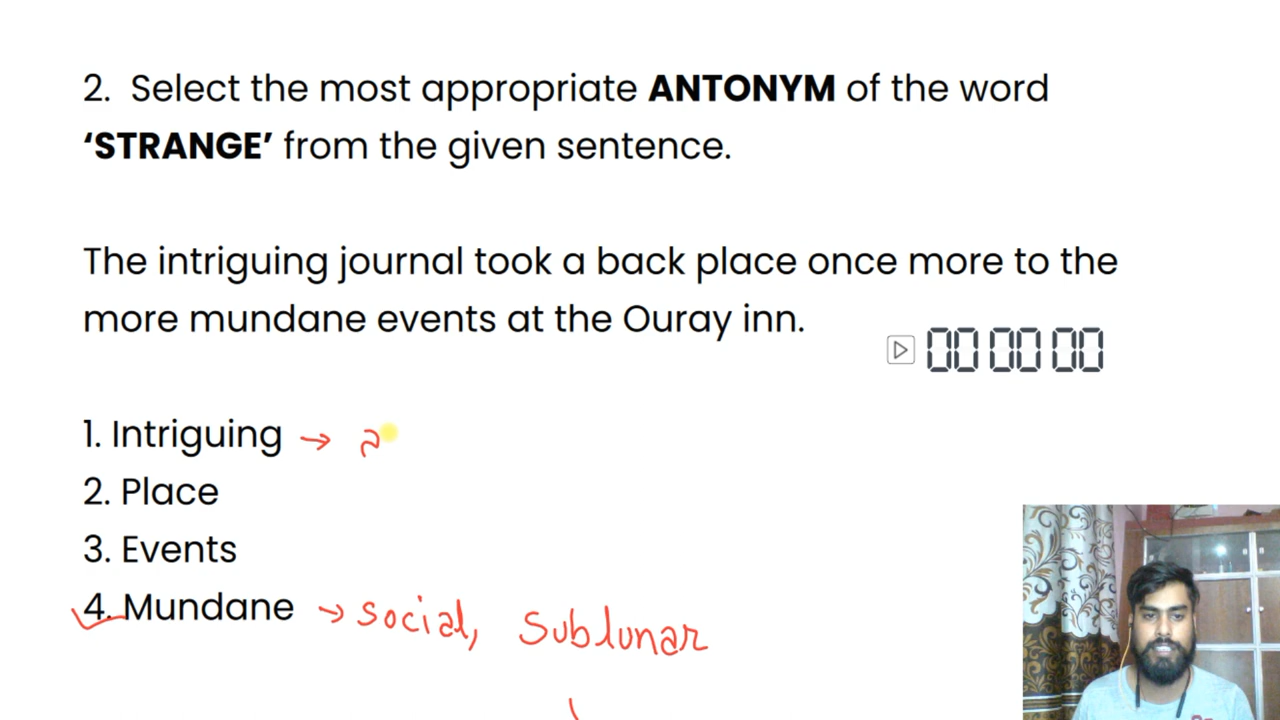 2. Select the most appropriate ANTONYM of the word
‘STRANGE’ from the given sentence.
The intriguing journal took a back place once more to the
more mundane events at the Ouray inn.
00 00 00
1. Intriguing →
2. Place
3. Events
4. Mundane → social, Sublunar